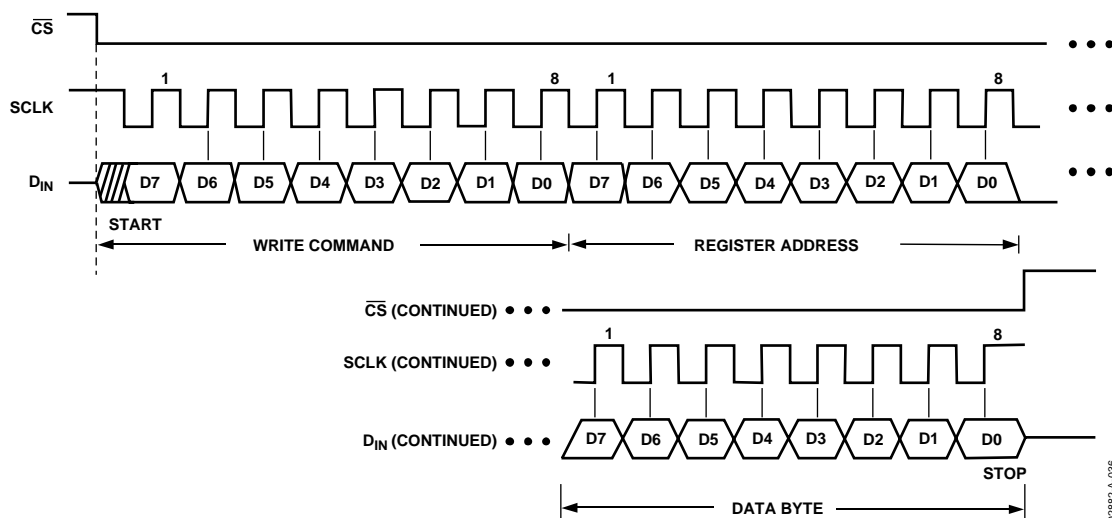 CS
1 8 1 8
SCLK
DIN D7 D6 D5 D4 D3 D2 D1 D0 D7 D6 D5 D4 D3 D2 D1 D0
START
WRITE COMMAND REGISTER ADDRESS
CS (CONTINUED)
1 8
SCLK (CONTINUED)
DIN (CONTINUED) D7 D6 D5 D4 D3 D2 D1 D0
STOP
DATA BYTE